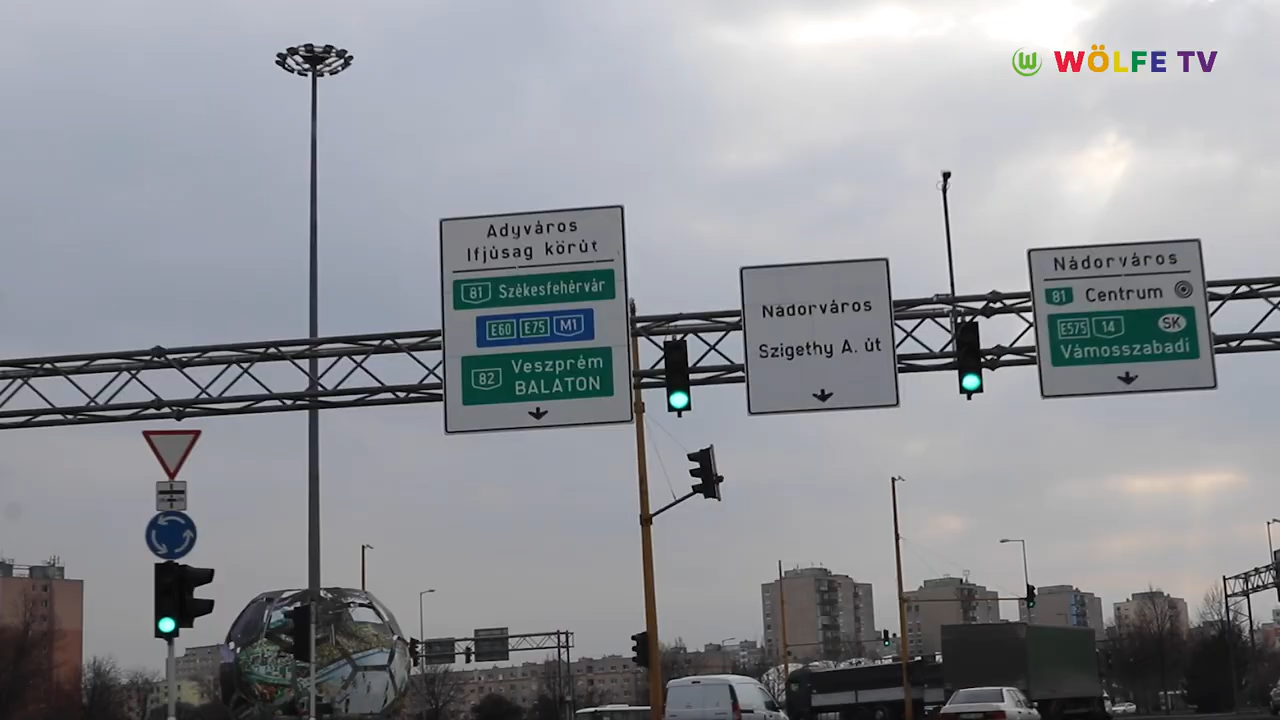 WÖLFE TV
Adyváros
Ifjúság körút
81 Székesfehérvár
E60 E75 M1
82 Veszprém
BALATON
Nádorváros
Szigethy A. út
Nádorváros
81 Centrum
E575 14 SK
Vámosszabadi